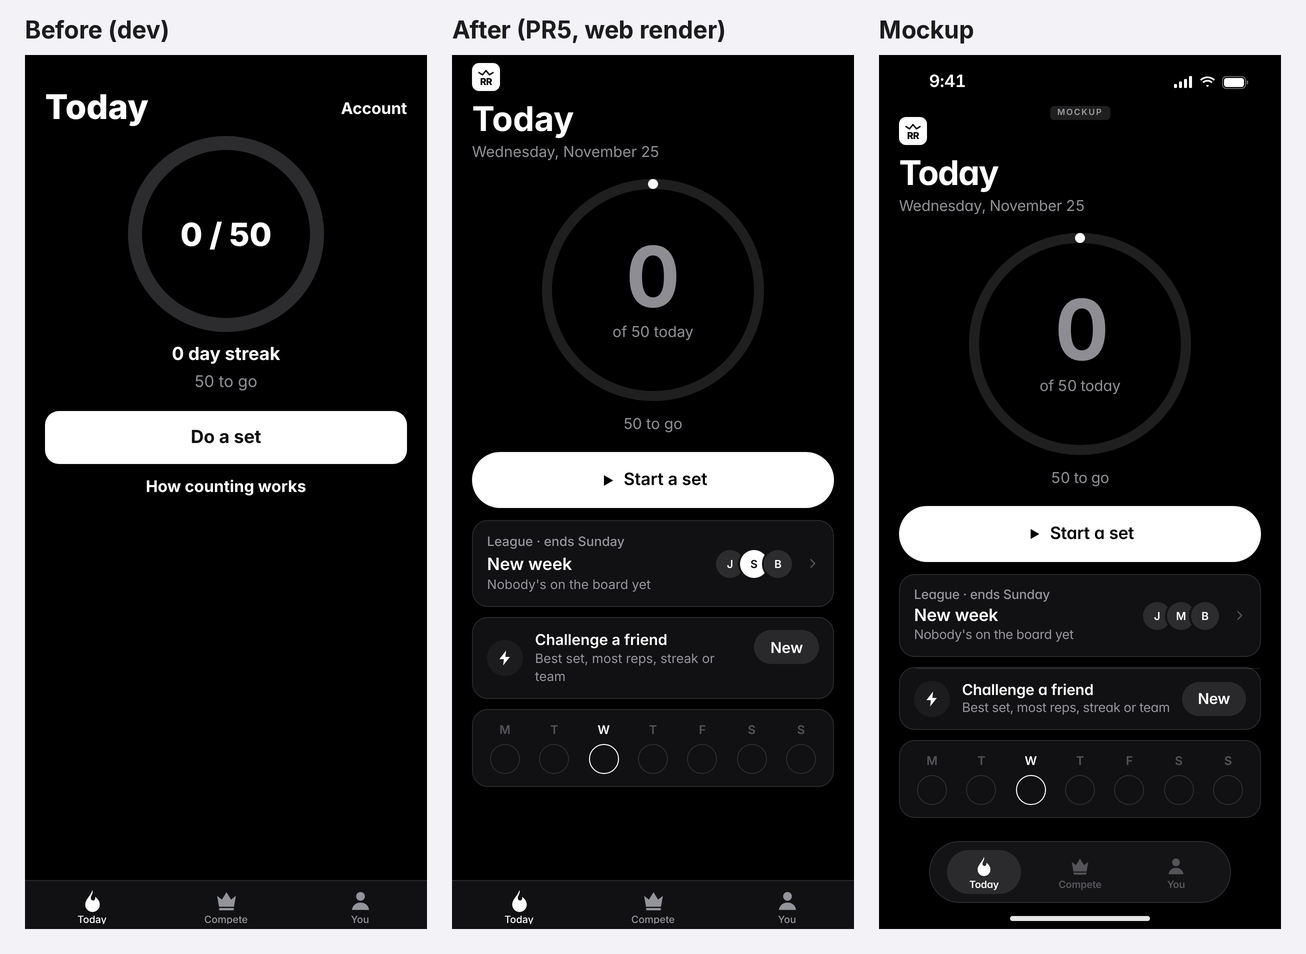 Before (dev)
Today
Account
0 / 50
0 day streak
50 to go
Do a set
How counting works
Today
Compete
You
After (PR5, web render)
RR
Today
Wednesday, November 25
0
of 50 today
50 to go
Start a set
League · ends Sunday
New week
Nobody's on the board yet
J S B
Challenge a friend
Best set, most reps, streak or
team
New
M T W T F S S
Today
Compete
You
Mockup
9:41
MOCKUP
RR
Today
Wednesday, November 25
0
of 50 today
50 to go
Start a set
League · ends Sunday
New week
Nobody's on the board yet
J M B
Challenge a friend
Best set, most reps, streak or team
New
M T W T F S S
Today
Compete
You